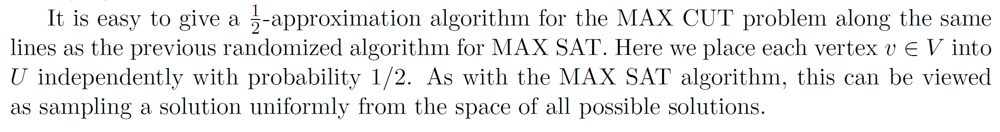 It is easy to give a 1/2-approximation algorithm for the MAX CUT problem along the same
lines as the previous randomized algorithm for MAX SAT. Here we place each vertex v ∈ V into
U independently with probability 1/2. As with the MAX SAT algorithm, this can be viewed
as sampling a solution uniformly from the space of all possible solutions.